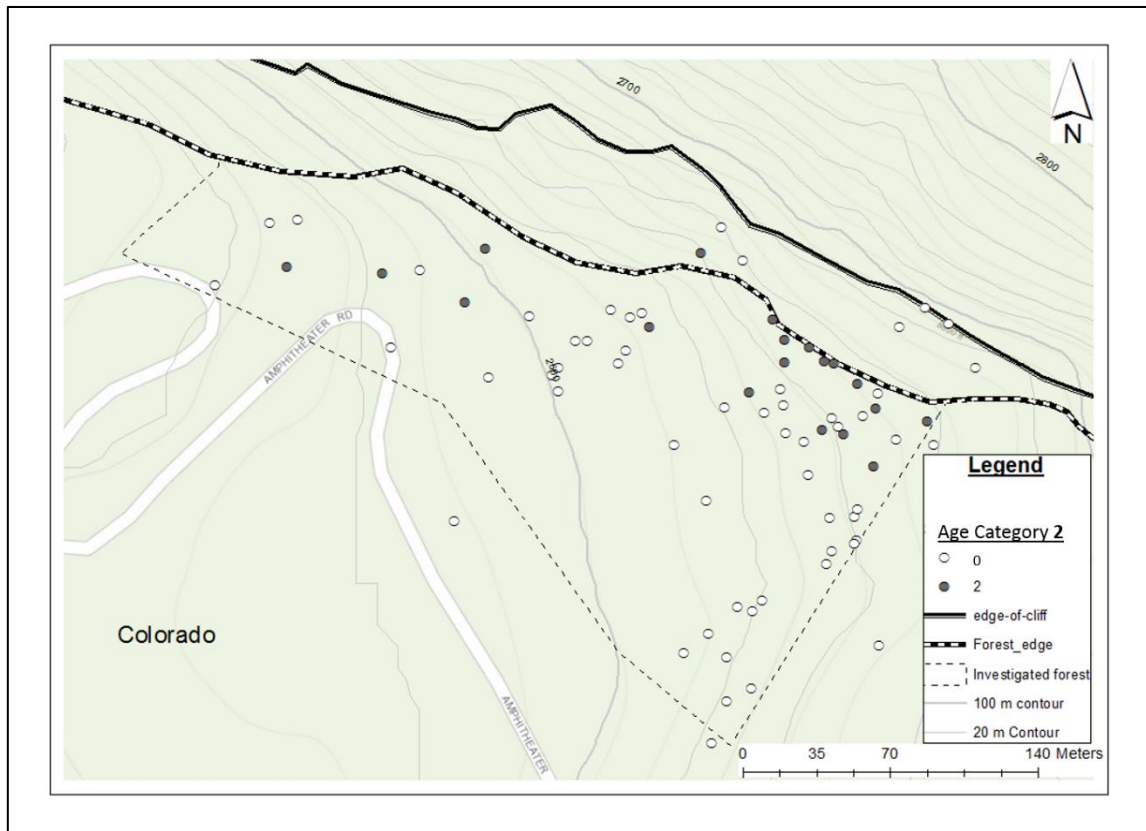 2700
N
2800
AMPHITHEATER RD
Legend
Age Category 2
0
2
edge-of-cliff
Forest_edge
Investigated forest
100 m contour
20 m Contour
Colorado
AMPHITHEATER
0 35 70 140 Meters